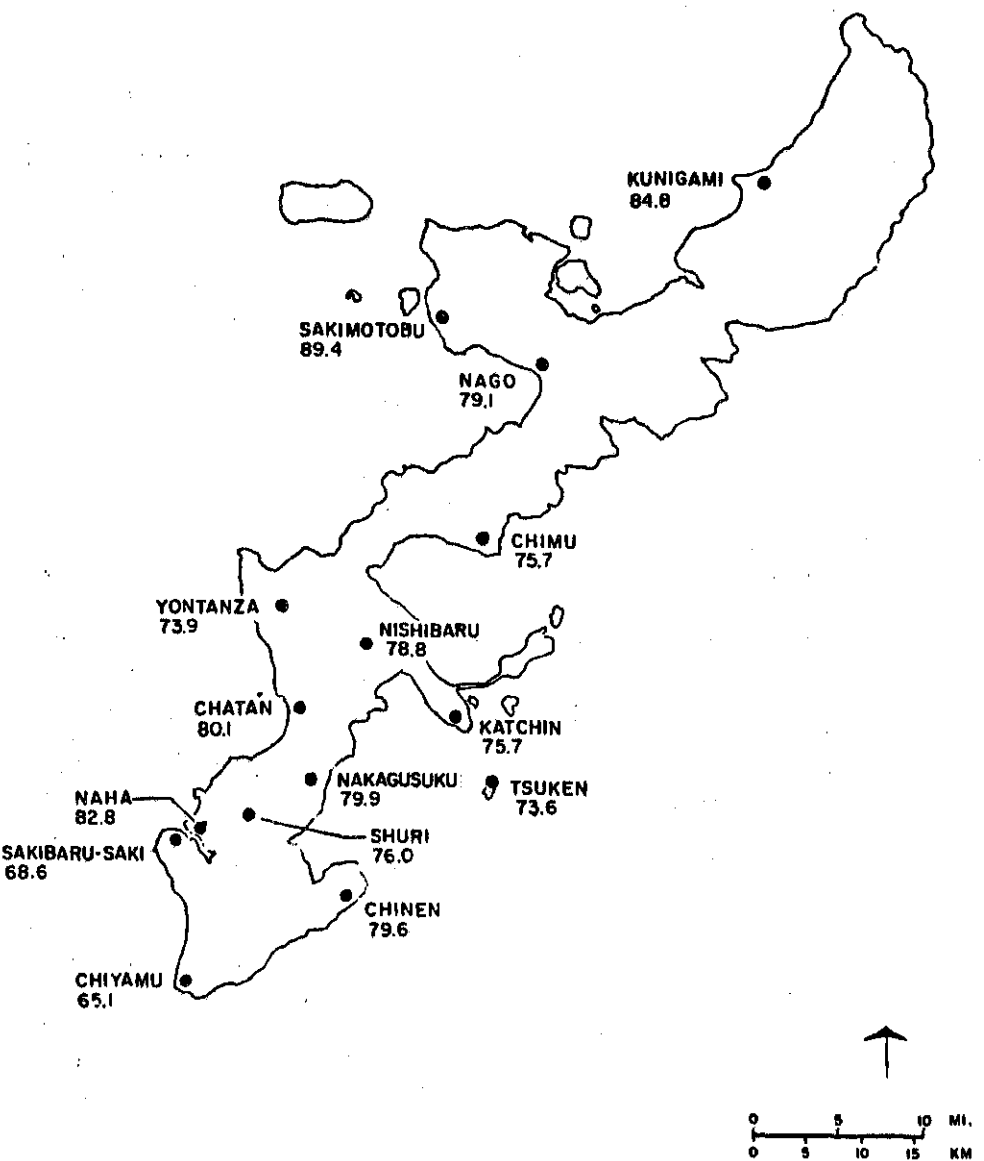 KUNIGAMI
84.8
SAKIMOTOBU
89.4
NAGO
79.1
CHIMU
75.7
YONTANZA
73.9
NISHIBARU
78.8
CHATAN
80.1
KATCHIN
75.7
NAKAGUSUKU
79.9
TSUKEN
73.6
NAHA
82.8
SHURI
76.0
SAKIBARU-SAKI
68.6
CHINEN
79.6
CHIYAMU
65.1
0 5 10 MI.
0 5 10 15 KM